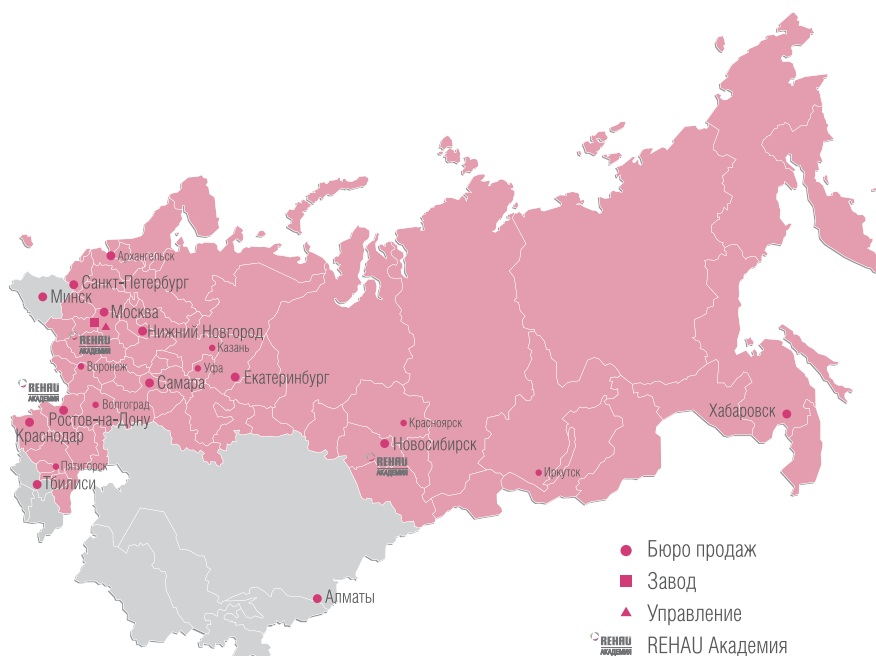 Архангельск
Санкт-Петербург
Минск
Москва
Нижний Новгород
REHAU
АКАДЕМИЯ
Казань
Воронеж
Уфа
Екатеринбург
Самара
REHAU
АКАДЕМИЯ
Волгоград
Ростов-на-Дону
Краснодар
Хабаровск
Красноярск
Новосибирск
REHAU
АКАДЕМИЯ
Пятигорск
Иркутск
Тбилиси
Алматы
Бюро продаж
Завод
Управление
REHAU
АКАДЕМИЯ
REHAU Академия